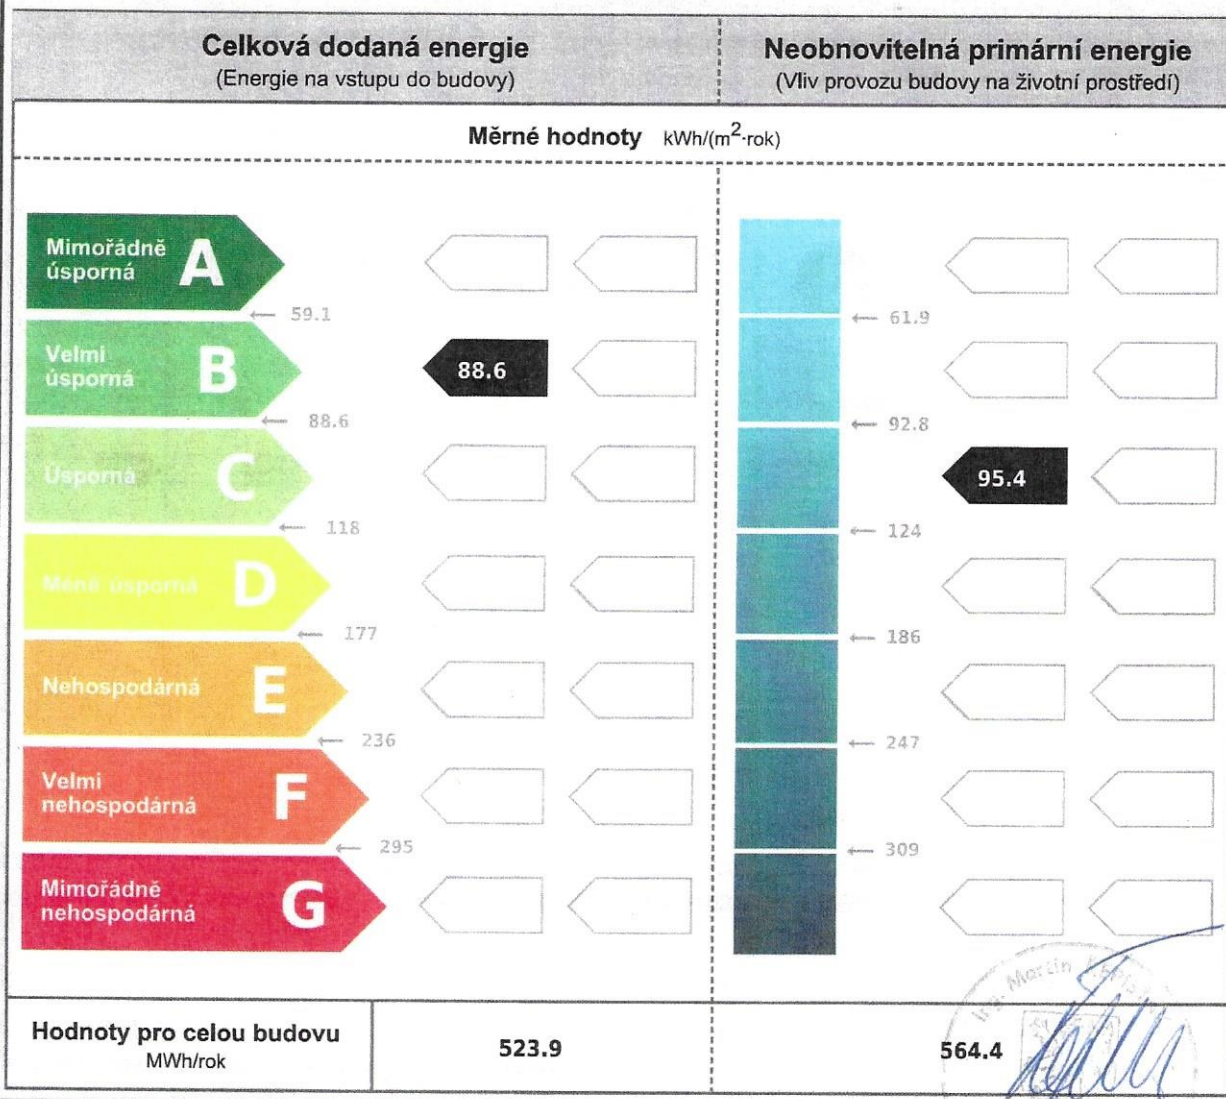 Celková dodaná energie
(Energie na vstupu do budovy)
Neobnovitelná primární energie
(Vliv provozu budovy na životní prostředí)
Měrné hodnoty kWh/(m²·rok)
Mimořádně
úsporná
A
59.1
61.9
Velmi
úsporná
B
88.6
88.6
92.8
Úsporná
C
95.4
118
124
Méně úsporná
D
177
186
Nehospodárná
E
236
247
Velmi
nehospodárná
F
295
309
Mimořádně
nehospodárná
G
Ing. Martin
Hodnoty pro celou budovu
MWh/rok
523.9
564.4